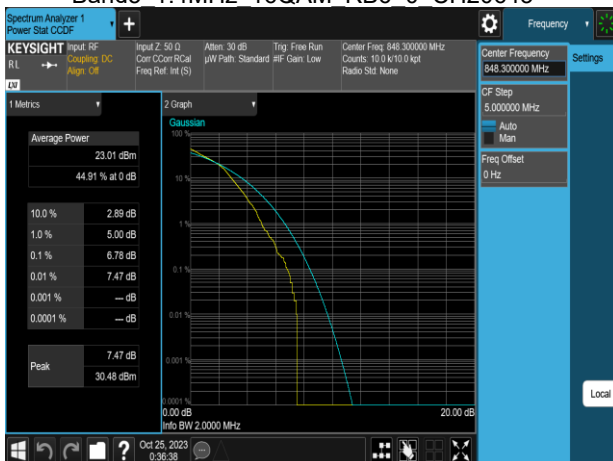 Spectrum Analyzer 1
Power Stat CCDF
Frequency
KEYSIGHT
RL
LXI
Input: RF
Coupling: DC
Align: Off
Input Z: 50 Ω
Corr CCorr RCal
Freq Ref: Int (S)
Atten: 30 dB
µW Path: Standard
Trig: Free Run
#IF Gain: Low
Center Freq: 848.300000 MHz
Counts: 10.0 k/10.0 kpt
Radio Std: None
Center Frequency
848.300000 MHz
Settings
CF Step
5.000000 MHz
Auto
Man
Freq Offset
0 Hz
Local
1 Metrics
Average Power
23.01 dBm
44.91 % at 0 dB
10.0 % 2.89 dB
1.0 % 5.00 dB
0.1 % 6.78 dB
0.01 % 7.47 dB
0.001 % --- dB
0.0001 % --- dB
Peak
7.47 dB
30.48 dBm
2 Graph
Gaussian
100 %
10 %
1 %
0.1 %
0.01 %
0.001 %
0.0001 %
0.00 dB
20.00 dB
Info BW 2.0000 MHz
?
Oct 25, 2023
0:36:38